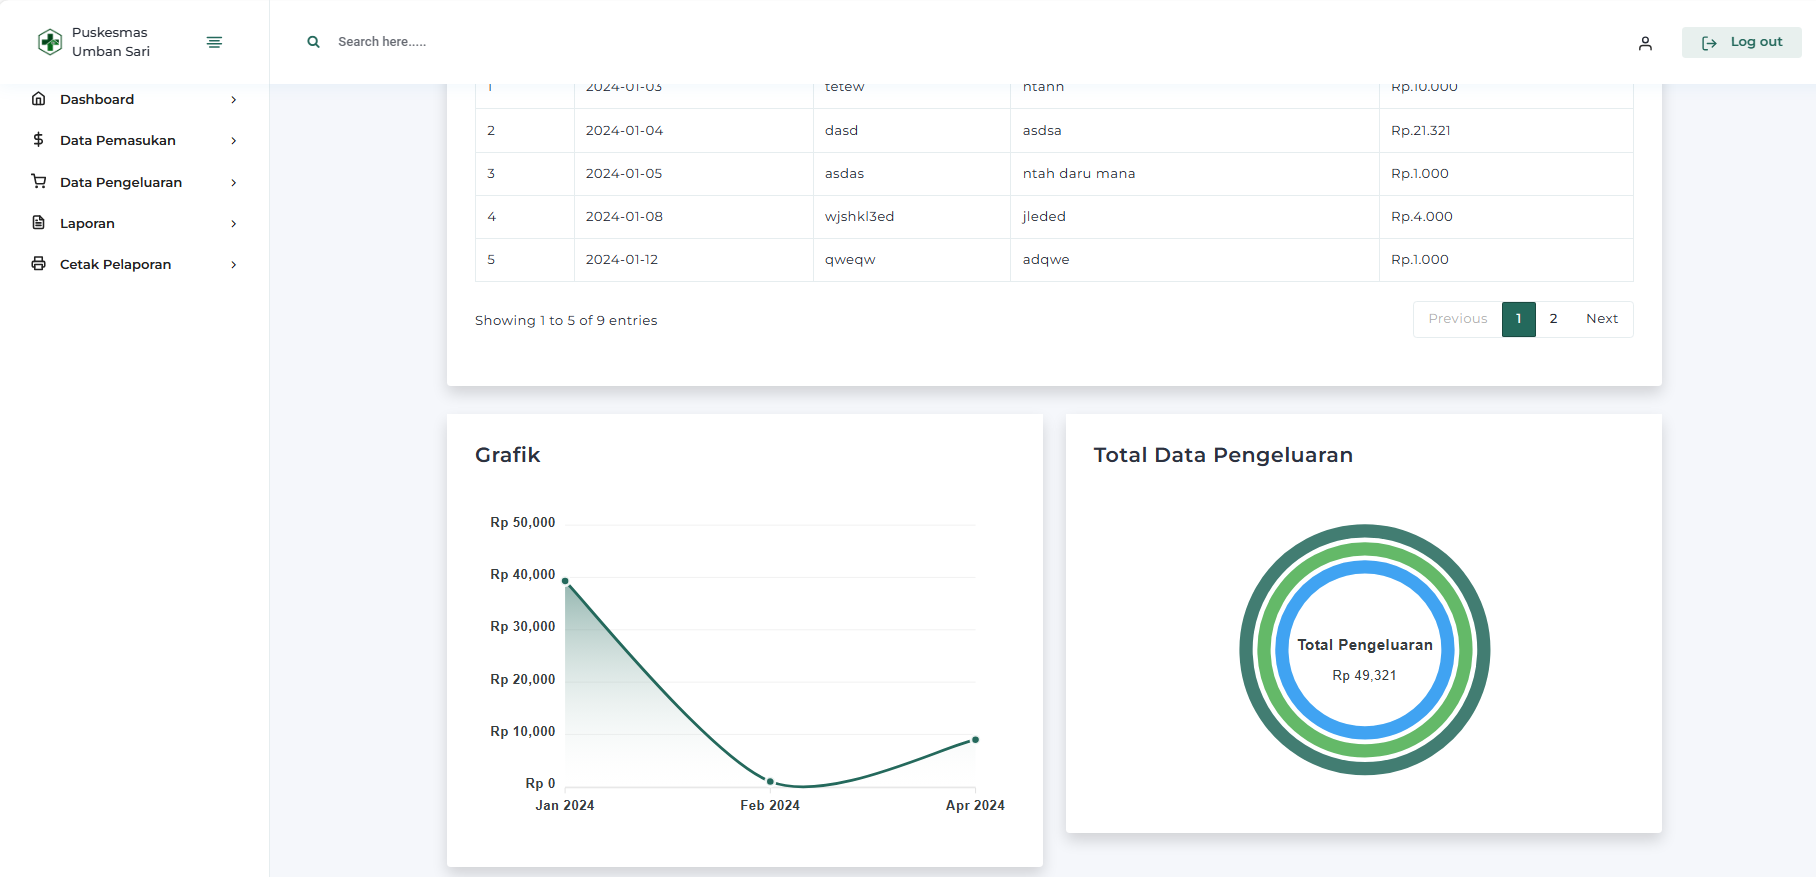 Puskesmas
Umban Sari
Search here.....
Log out
Dashboard
Data Pemasukan
Data Pengeluaran
Laporan
Cetak Pelaporan
1 2024-01-03 tetew ntahh Rp.10.000
2 2024-01-04 dasd asdsa Rp.21.321
3 2024-01-05 asdas ntah daru mana Rp.1.000
4 2024-01-08 wjshkl3ed jleded Rp.4.000
5 2024-01-12 qweqw adqwe Rp.1.000
Showing 1 to 5 of 9 entries
Previous 1 2 Next
Grafik
Rp 50,000
Rp 40,000
Rp 30,000
Rp 20,000
Rp 10,000
Rp 0
Jan 2024 Feb 2024 Apr 2024
Total Data Pengeluaran
Total Pengeluaran
Rp 49,321